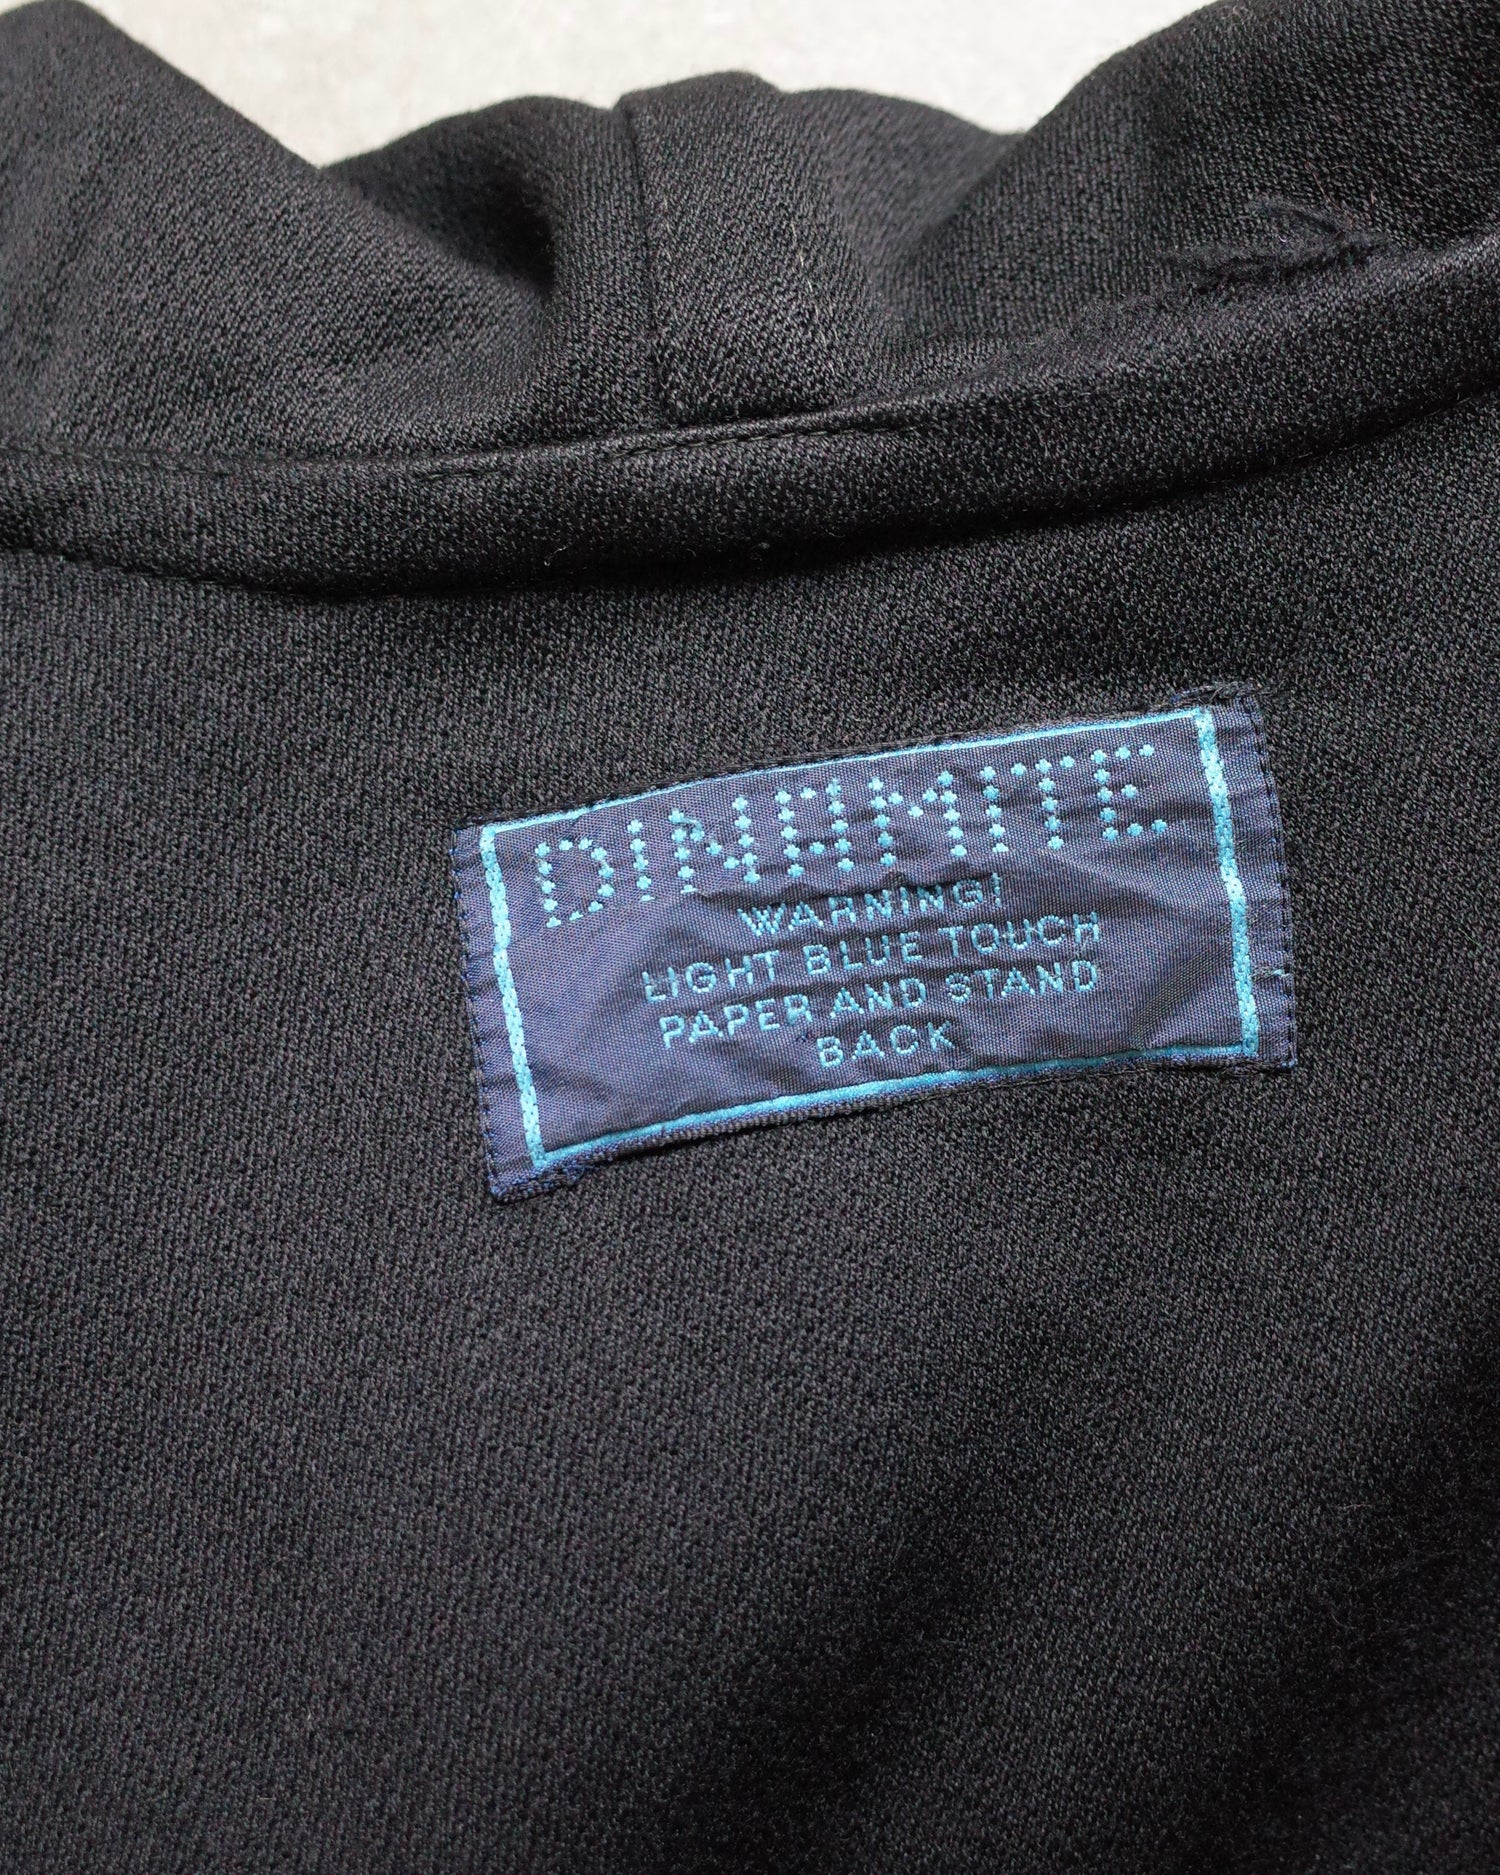 DINAMITE
WARNING!
LIGHT BLUE TOUCH
PAPER AND STAND
BACK